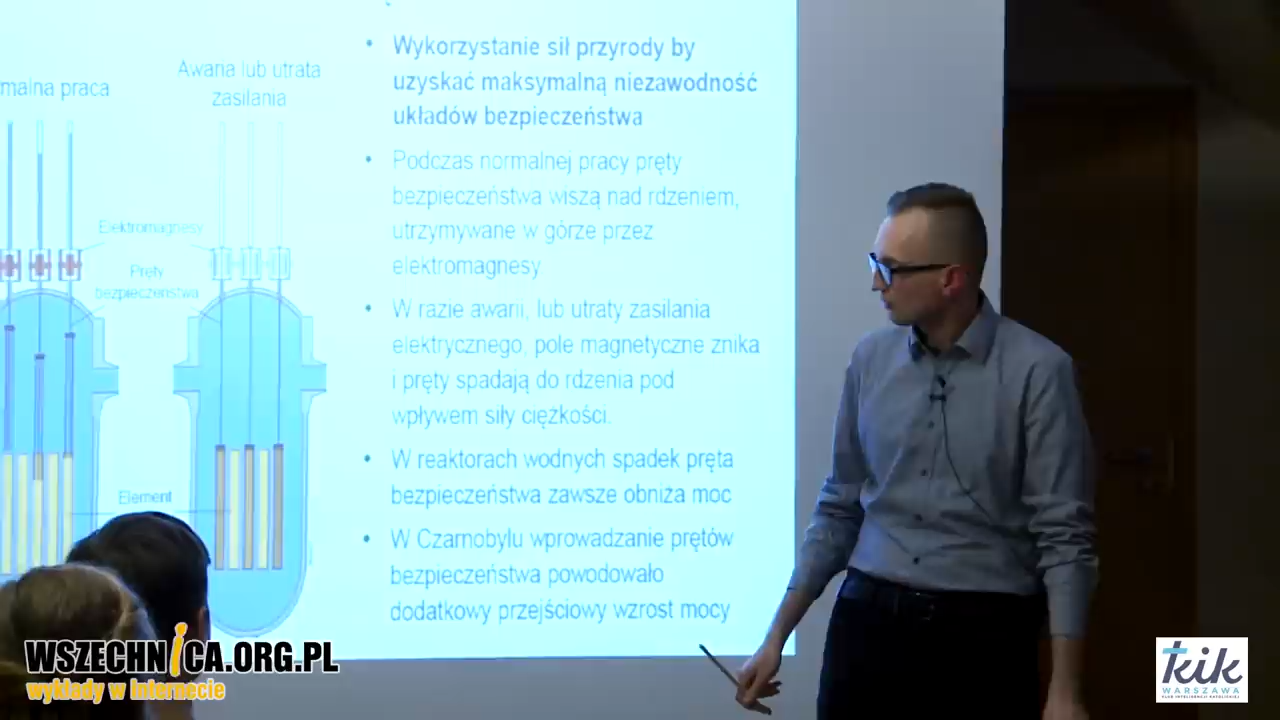 malna praca
Awaria lub utrata
zasilania
Elektromagnesy
Pręty
bezpieczeństwa
Element
• Wykorzystanie sił przyrody by
uzyskać maksymalną niezawodność
układów bezpieczeństwa
• Podczas normalnej pracy pręty
bezpieczeństwa wiszą nad rdzeniem,
utrzymywane w górze przez
elektromagnesy
• W razie awarii, lub utraty zasilania
elektrycznego, pole magnetyczne znika
i pręty spadają do rdzenia pod
wpływem siły ciężkości.
• W reaktorach wodnych spadek pręta
bezpieczeństwa zawsze obniża moc
• W Czarnobylu wprowadzanie prętów
bezpieczeństwa powodowało
dodatkowy przejściowy wzrost mocy
WSZECHNICA.ORG.PL
wykłady w internecie
kik
WARSZAWA
KLUB INTELIGENCJI KATOLICKIEJ